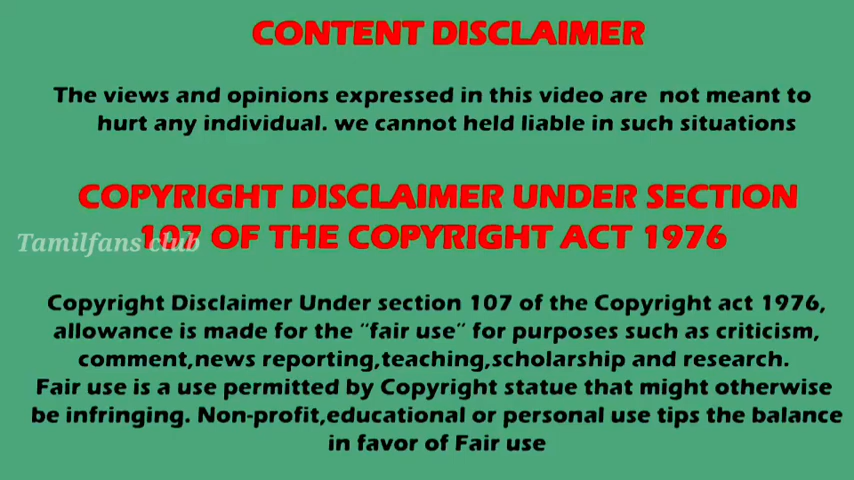 CONTENT DISCLAIMER
The views and opinions expressed in this video are not meant to
hurt any individual. we cannot held liable in such situations
COPYRIGHT DISCLAIMER UNDER SECTION
107 OF THE COPYRIGHT ACT 1976
Tamilfans club
Copyright Disclaimer Under section 107 of the Copyright act 1976,
allowance is made for the "fair use" for purposes such as criticism,
comment,news reporting,teaching,scholarship and research.
Fair use is a use permitted by Copyright statue that might otherwise
be infringing. Non-profit,educational or personal use tips the balance
in favor of Fair use